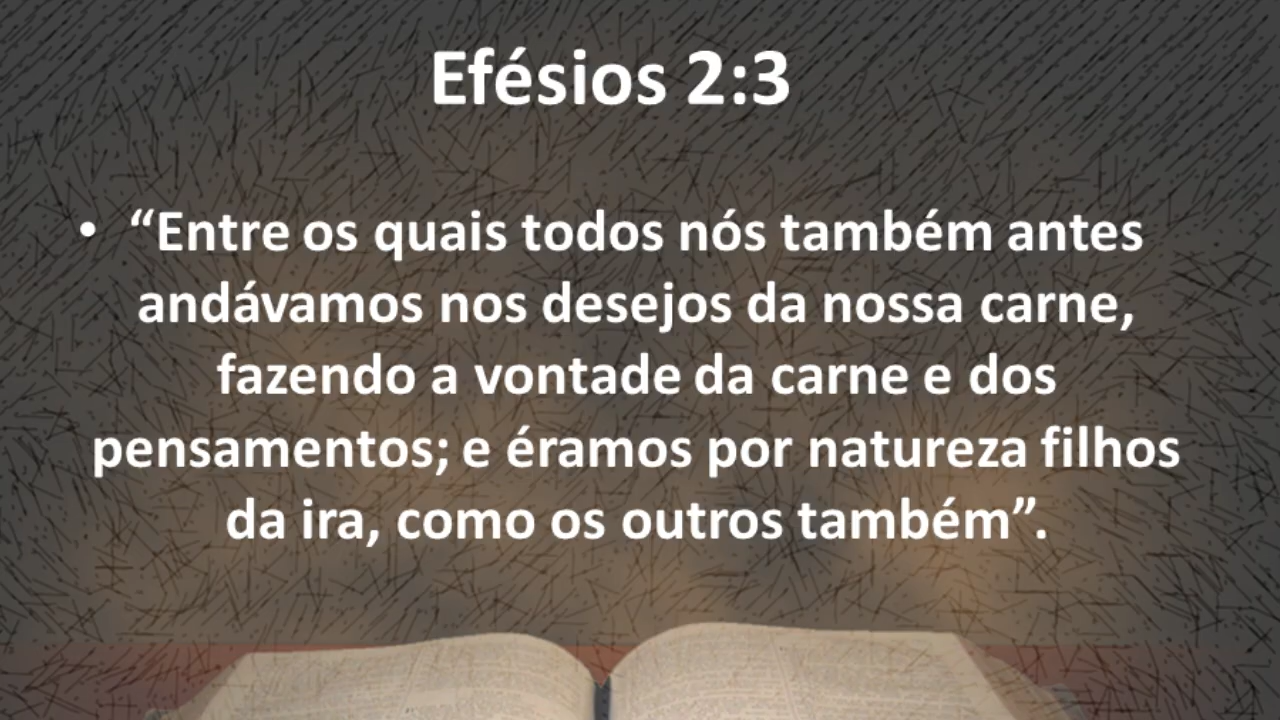 Efésios 2:3
• “Entre os quais todos nós também antes
andávamos nos desejos da nossa carne,
fazendo a vontade da carne e dos
pensamentos; e éramos por natureza filhos
da ira, como os outros também”.